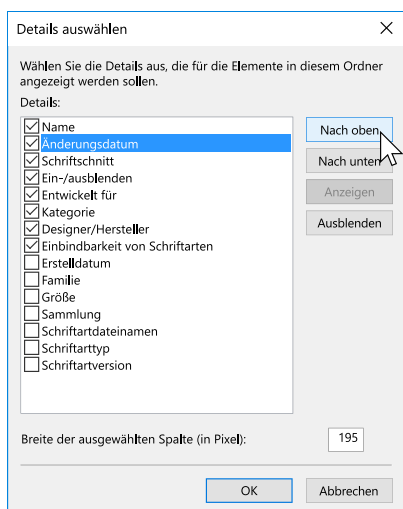 Details auswählen
Wählen Sie die Details aus, die für die Elemente in diesem Ordner
angezeigt werden sollen.
Details:
Name
Änderungsdatum
Schriftschnitt
Ein-/ausblenden
Entwickelt für
Kategorie
Designer/Hersteller
Einbindbarkeit von Schriftarten
Erstelldatum
Familie
Größe
Sammlung
Schriftartdateinamen
Schriftarttyp
Schriftartversion
Nach oben
Nach unten
Anzeigen
Ausblenden
Breite der ausgewählten Spalte (in Pixel):
195
OK
Abbrechen